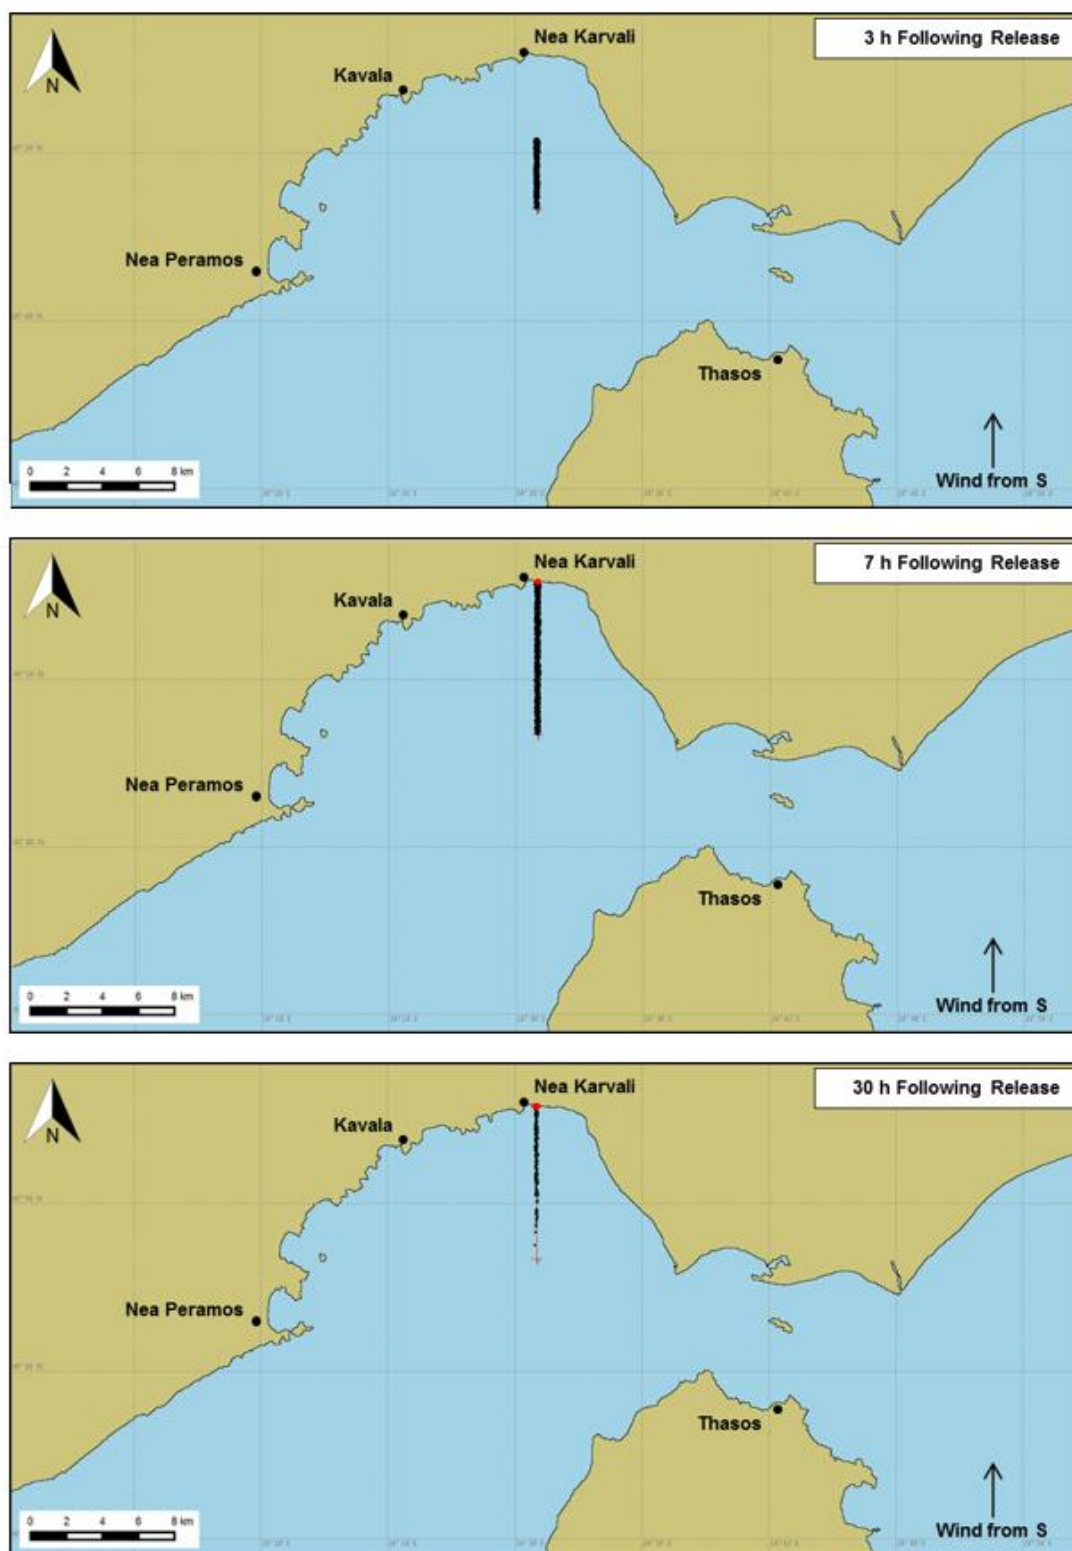 3 h Following Release
Nea Karvali
Kavala
N
Nea Peramos
Thasos
0 2 4 6 8 km
Wind from S
7 h Following Release
Nea Karvali
Kavala
N
Nea Peramos
Thasos
0 2 4 6 8 km
Wind from S
30 h Following Release
Nea Karvali
Kavala
N
Nea Peramos
Thasos
0 2 4 6 8 km
Wind from S